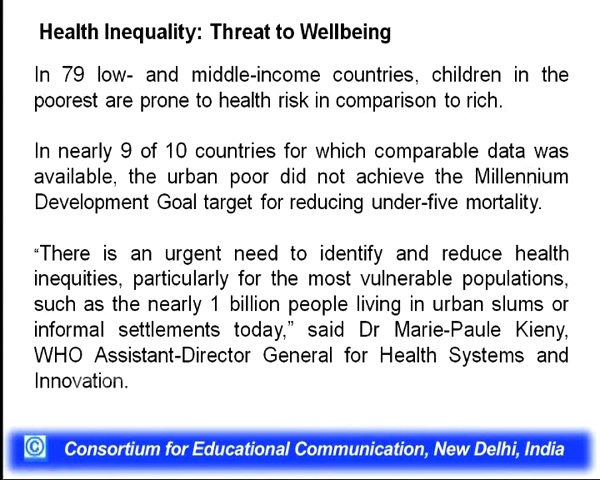 Health Inequality: Threat to Wellbeing
In 79 low- and middle-income countries, children in the
poorest are prone to health risk in comparison to rich.
In nearly 9 of 10 countries for which comparable data was
available, the urban poor did not achieve the Millennium
Development Goal target for reducing under-five mortality.
“There is an urgent need to identify and reduce health
inequities, particularly for the most vulnerable populations,
such as the nearly 1 billion people living in urban slums or
informal settlements today,” said Dr Marie-Paule Kieny,
WHO Assistant-Director General for Health Systems and
Innovation.
© Consortium for Educational Communication, New Delhi, India